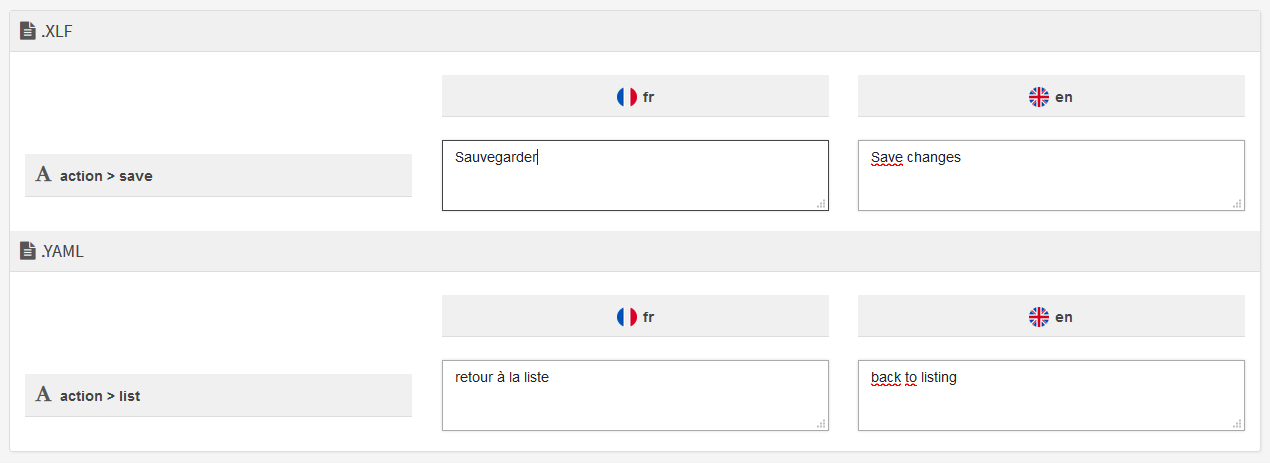 .XLF
fr
en
action > save
Sauvegarder
Save changes
.YAML
fr
en
action > list
retour à la liste
back to listing